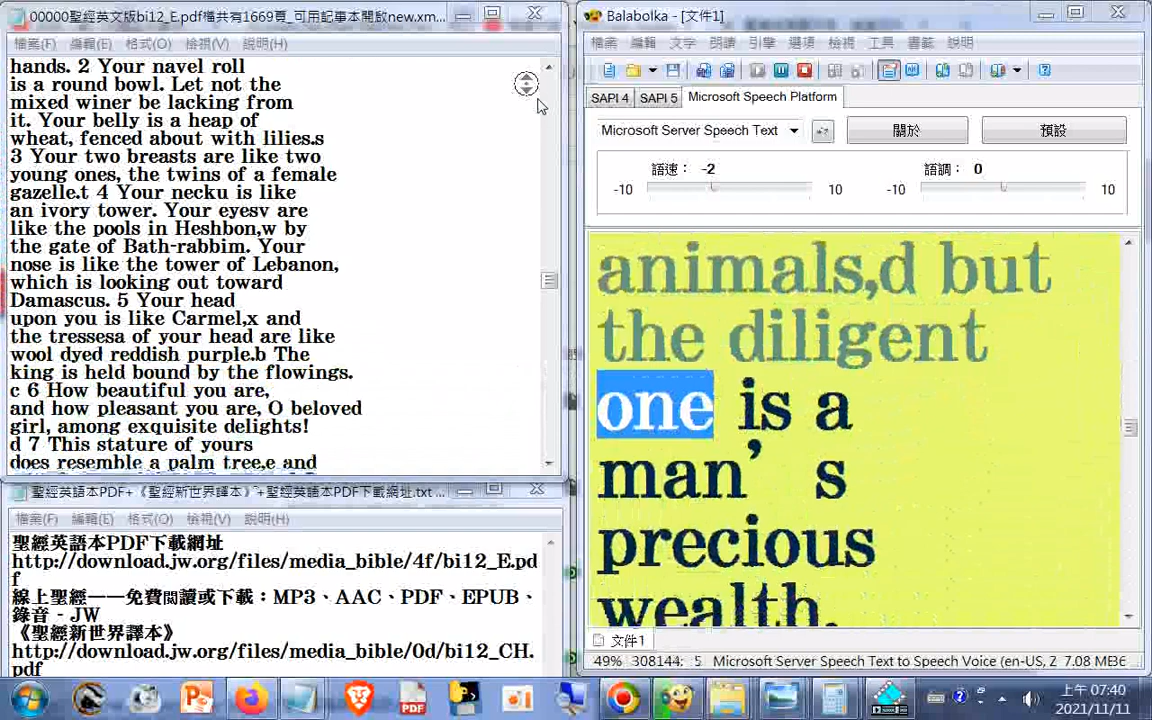 00000聖經英文版bi12_E.pdf檔共有1669頁_可用記事本開啟new.xm...
檔案(F) 編輯(E) 格式(O) 檢視(V) 說明(H)
hands. 2 Your navel roll
is a round bowl. Let not the
mixed winer be lacking from
it. Your belly is a heap of
wheat, fenced about with lilies.s
3 Your two breasts are like two
young ones, the twins of a female
gazelle.t 4 Your necku is like
an ivory tower. Your eyesv are
like the pools in Heshbon,w by
the gate of Bath-rabbim. Your
nose is like the tower of Lebanon,
which is looking out toward
Damascus. 5 Your head
upon you is like Carmel,x and
the tressesa of your head are like
wool dyed reddish purple.b The
king is held bound by the flowings.
c 6 How beautiful you are,
and how pleasant you are, O beloved
girl, among exquisite delights!
d 7 This stature of yours
does resemble a palm tree,e and
聖經英語本PDF+《聖經新世界譯本》+聖經英語本PDF下載網址.txt ...
檔案(F) 編輯(E) 格式(O) 檢視(V) 說明(H)
聖經英語本PDF下載網址
http://download.jw.org/files/media_bible/4f/bi12_E.pd
f
線上聖經——免費閱讀或下載：MP3、AAC、PDF、EPUB、
錄音 - JW
《聖經新世界譯本》
http://download.jw.org/files/media_bible/0d/bi12_CH.
pdf
Balabolka - [文件1]
檔案 編輯 文字 朗讀 引擎 選項 檢視 工具 書籤 說明
SAPI 4 SAPI 5 Microsoft Speech Platform
Microsoft Server Speech Text 關於 預設
語速： -2 語調： 0
-10 10 -10 10
animals,d but
the diligent
one is a
man’s
precious
wealth.
文件1
49% 308144: 5 Microsoft Server Speech Text to Speech Voice (en-US, Z 7.08 MB
上午 07:40
2021/11/11